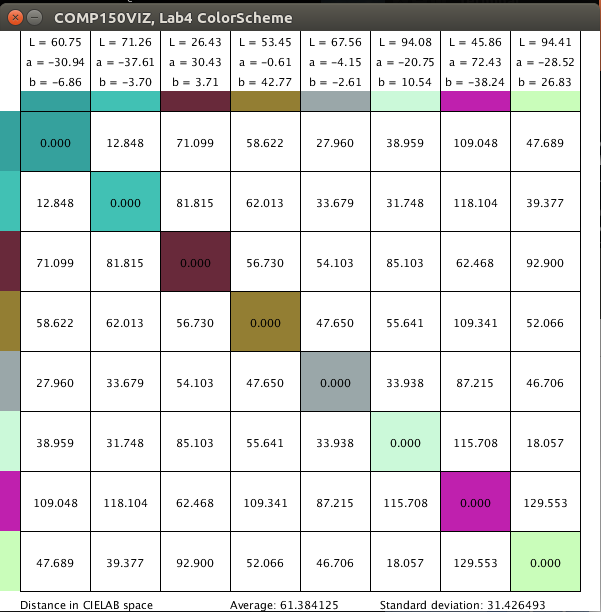 COMP150VIZ, Lab4 ColorScheme
L = 60.75 L = 71.26 L = 26.43 L = 53.45 L = 67.56 L = 94.08 L = 45.86 L = 94.41
a = -30.94 a = -37.61 a = 30.43 a = -0.61 a = -4.15 a = -20.75 a = 72.43 a = -28.52
b = -6.86 b = -3.70 b = 3.71 b = 42.77 b = -2.61 b = 10.54 b = -38.24 b = 26.83
0.000 12.848 71.099 58.622 27.960 38.959 109.048 47.689
12.848 0.000 81.815 62.013 33.679 31.748 118.104 39.377
71.099 81.815 0.000 56.730 54.103 85.103 62.468 92.900
58.622 62.013 56.730 0.000 47.650 55.641 109.341 52.066
27.960 33.679 54.103 47.650 0.000 33.938 87.215 46.706
38.959 31.748 85.103 55.641 33.938 0.000 115.708 18.057
109.048 118.104 62.468 109.341 87.215 115.708 0.000 129.553
47.689 39.377 92.900 52.066 46.706 18.057 129.553 0.000
Distance in CIELAB space Average: 61.384125 Standard deviation: 31.426493